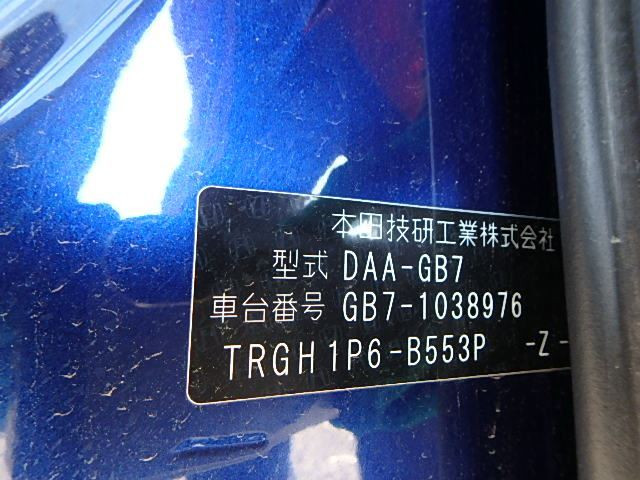 本田技研工業株式会社
型式 DAA-GB7
車台番号 GB7-1038976
TRGH1P6-B553P -Z-